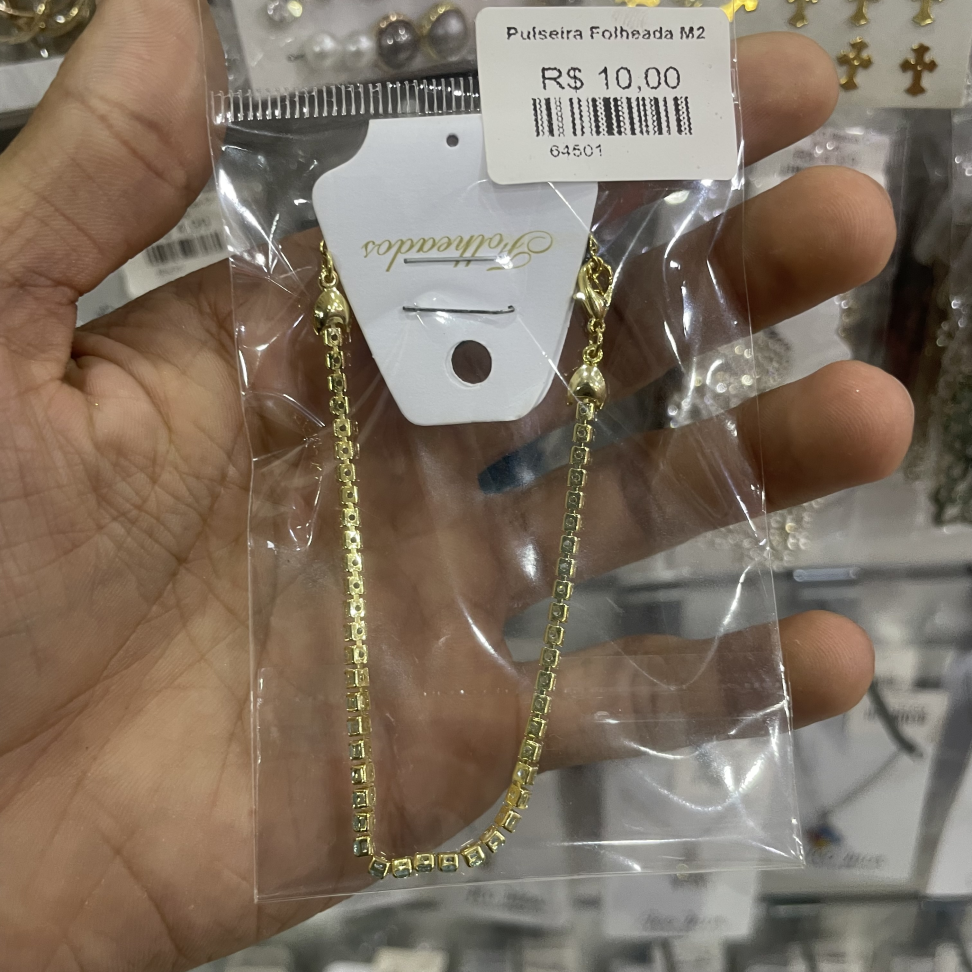 Pulseira Folheada M2
R$ 10,00
64501
Folheados